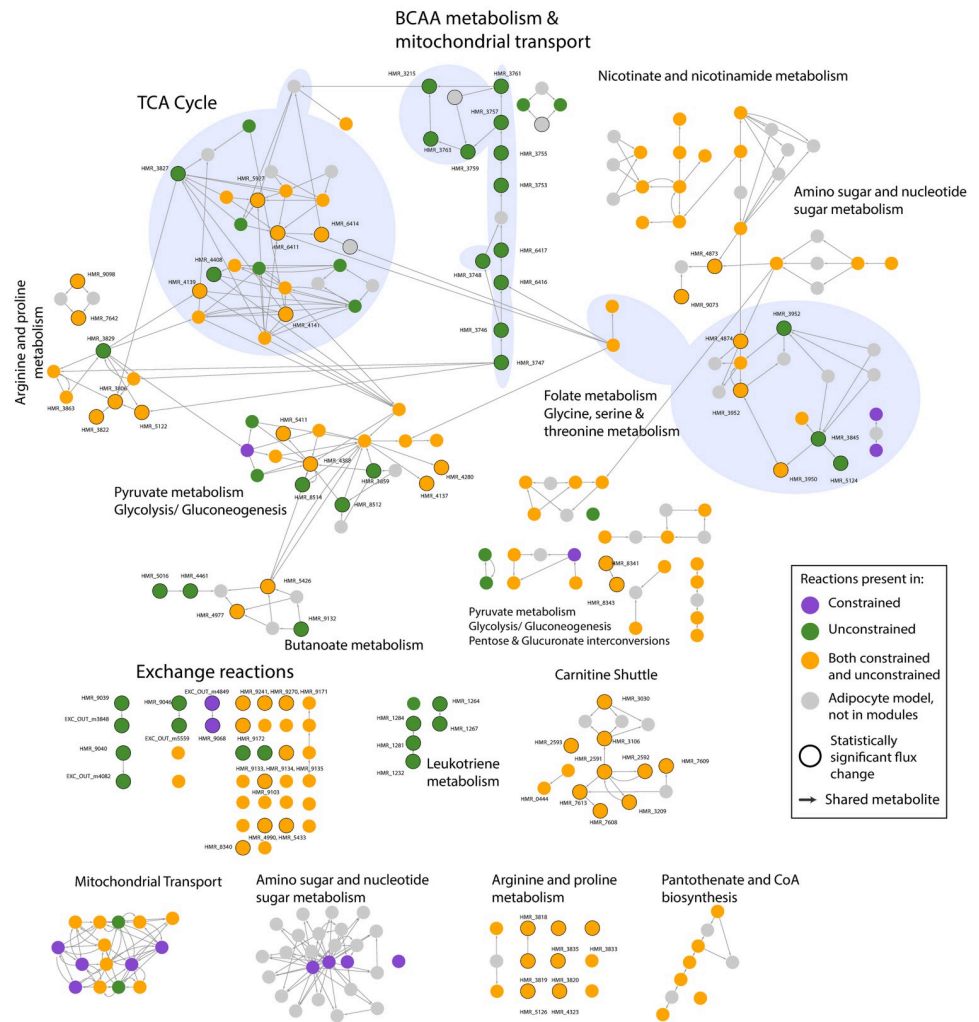 BCAA metabolism &
mitochondrial transport
HMR_3215
HMR_3761
Nicotinate and nicotinamide metabolism
TCA Cycle
HMR_3757
HMR_3827
HMR_3763
HMR_3759
HMR_3755
HMR_5927
HMR_3753
Amino sugar and nucleotide
sugar metabolism
HMR_6414
HMR_6411
HMR_6417
HMR_4408
HMR_4873
HMR_9098
HMR_4139
HMR_3748
HMR_6416
HMR_9073
Arginine and proline
metabolism
HMR_7642
HMR_4141
HMR_3952
HMR_3746
HMR_4874
HMR_3829
HMR_3747
HMR_3806
HMR_3863
HMR_3822
HMR_5122
HMR_3952
Folate metabolism
Glycine, serine &
threonine metabolism
HMR_5411
HMR_3845
HMR_4388
HMR_3859
HMR_4280
Pyruvate metabolism
Glycolysis/ Gluconeogenesis
HMR_8514
HMR_4137
HMR_3950
HMR_5124
HMR_8512
HMR_5016
HMR_4461
HMR_5426
HMR_8341
HMR_4977
HMR_9132
HMR_8343
Butanoate metabolism
Pyruvate metabolism
Glycolysis/ Gluconeogenesis
Pentose & Glucuronate interconversions
Reactions present in:
Constrained
Unconstrained
Both constrained
and unconstrained
Adipocyte model,
not in modules
Statistically
significant flux
change
Shared metabolite
Exchange reactions
Carnitine Shuttle
EXC_OUT_m4849
HMR_9039
HMR_9046
HMR_9241, HMR_9270, HMR_9171
HMR_1264
HMR_3030
EXC_OUT_m3848
HMR_1284
HMR_1267
HMR_9040
EXC_OUT_m5559
HMR_9068
HMR_9172
HMR_1281
HMR_2593
HMR_3106
HMR_2591
HMR_2592
HMR_7609
EXC_OUT_m4082
HMR_9133, HMR_9134, HMR_9135
HMR_1232
Leukotriene
metabolism
HMR_9103
HMR_0444
HMR_7613
HMR_3209
HMR_7608
HMR_4990, HMR_5433
HMR_8340
Mitochondrial Transport
Amino sugar and nucleotide
sugar metabolism
Arginine and proline
metabolism
Pantothenate and CoA
biosynthesis
HMR_3818
HMR_3835
HMR_3833
HMR_3819
HMR_3820
HMR_5126
HMR_4323